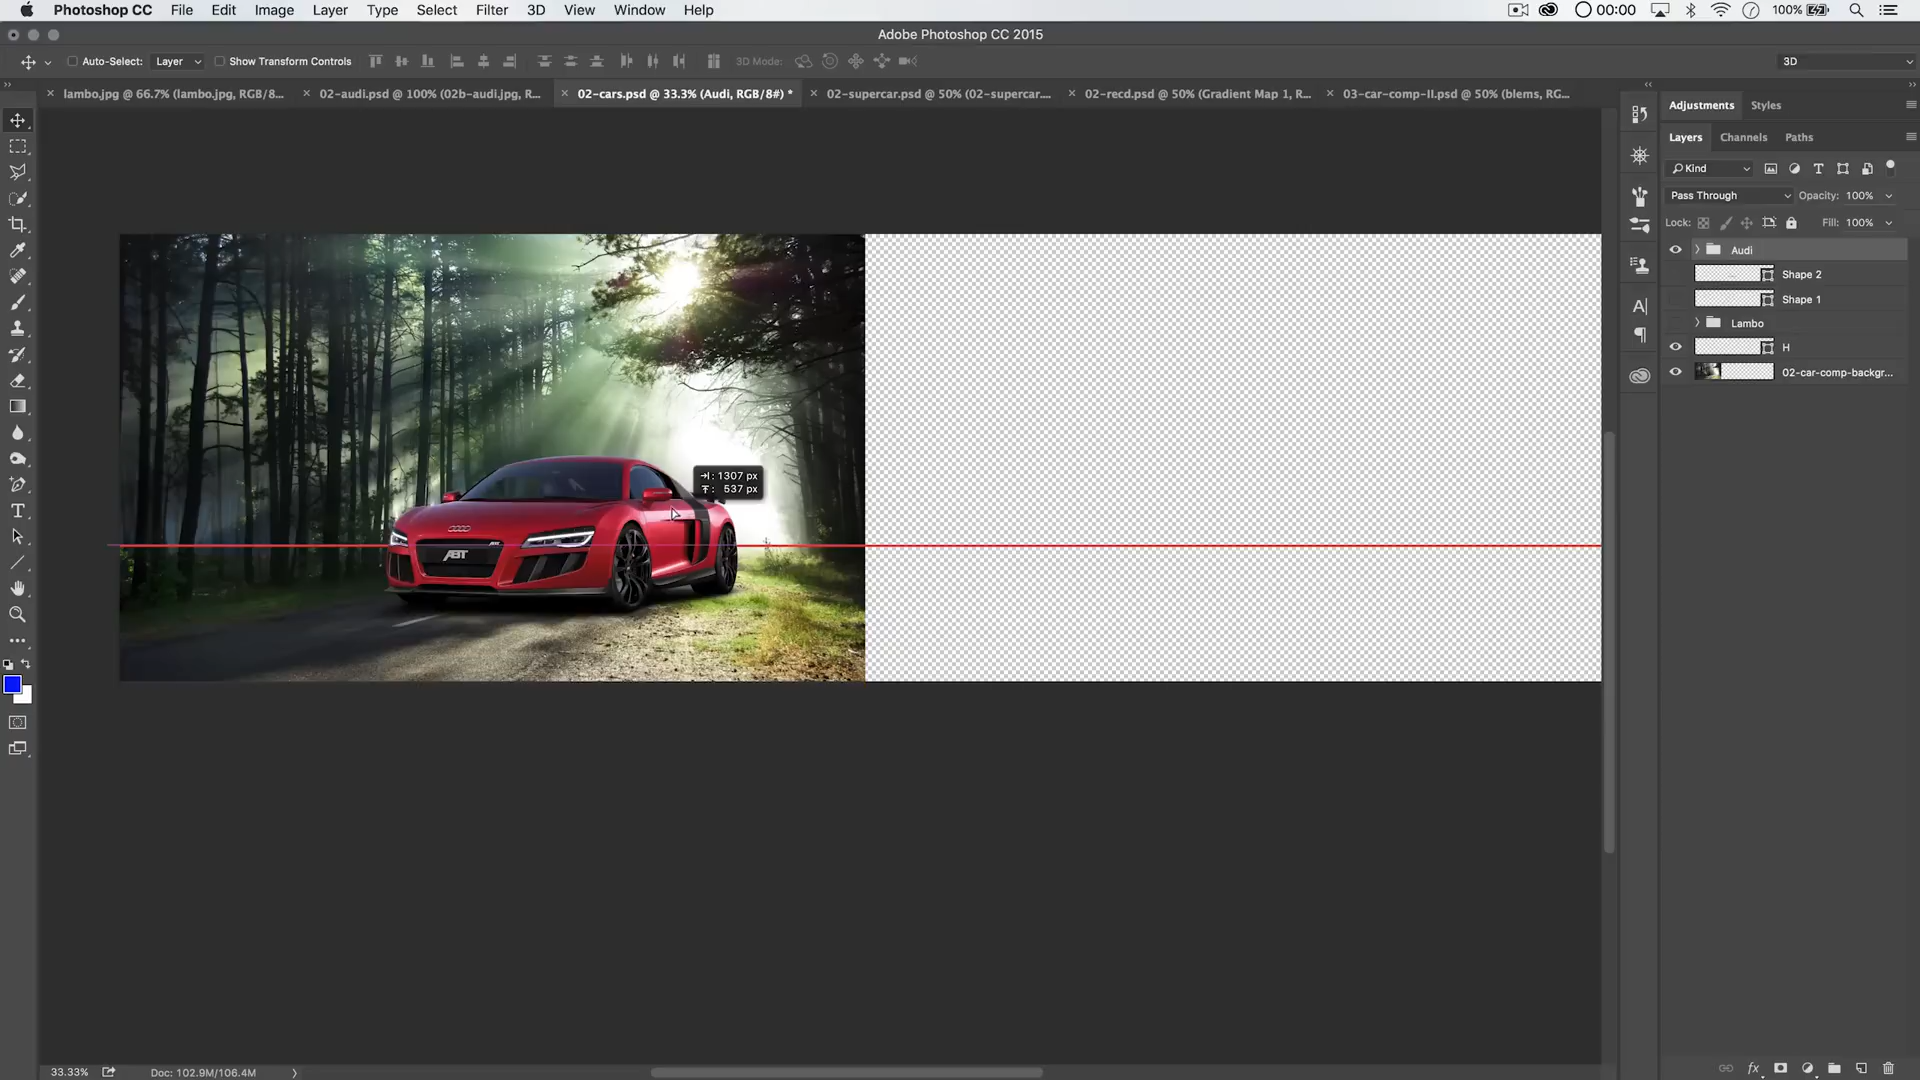 Photoshop CC File Edit Image Layer Type Select Filter 3D View Window Help 00:00 100%
Adobe Photoshop CC 2015
Auto-Select: Layer Show Transform Controls 3D Mode: 3D
lambo.jpg @ 66.7% (lambo.jpg, RGB/8... 02-audi.psd @ 100% (02b-audi.jpg, R... 02-cars.psd @ 33.3% (Audi, RGB/8#) * 02-supercar.psd @ 50% (02-supercar.... 02-recd.psd @ 50% (Gradient Map 1, R... 03-car-comp-II.psd @ 50% (blems, RG...
Adjustments Styles
Layers Channels Paths
Kind
Pass Through Opacity: 100%
Lock: Fill: 100%
Audi
Shape 2
Shape 1
Lambo
H
02-car-comp-backgr...
: 1307 px
: 537 px
ABT
33.33% Doc: 102.9M/106.4M